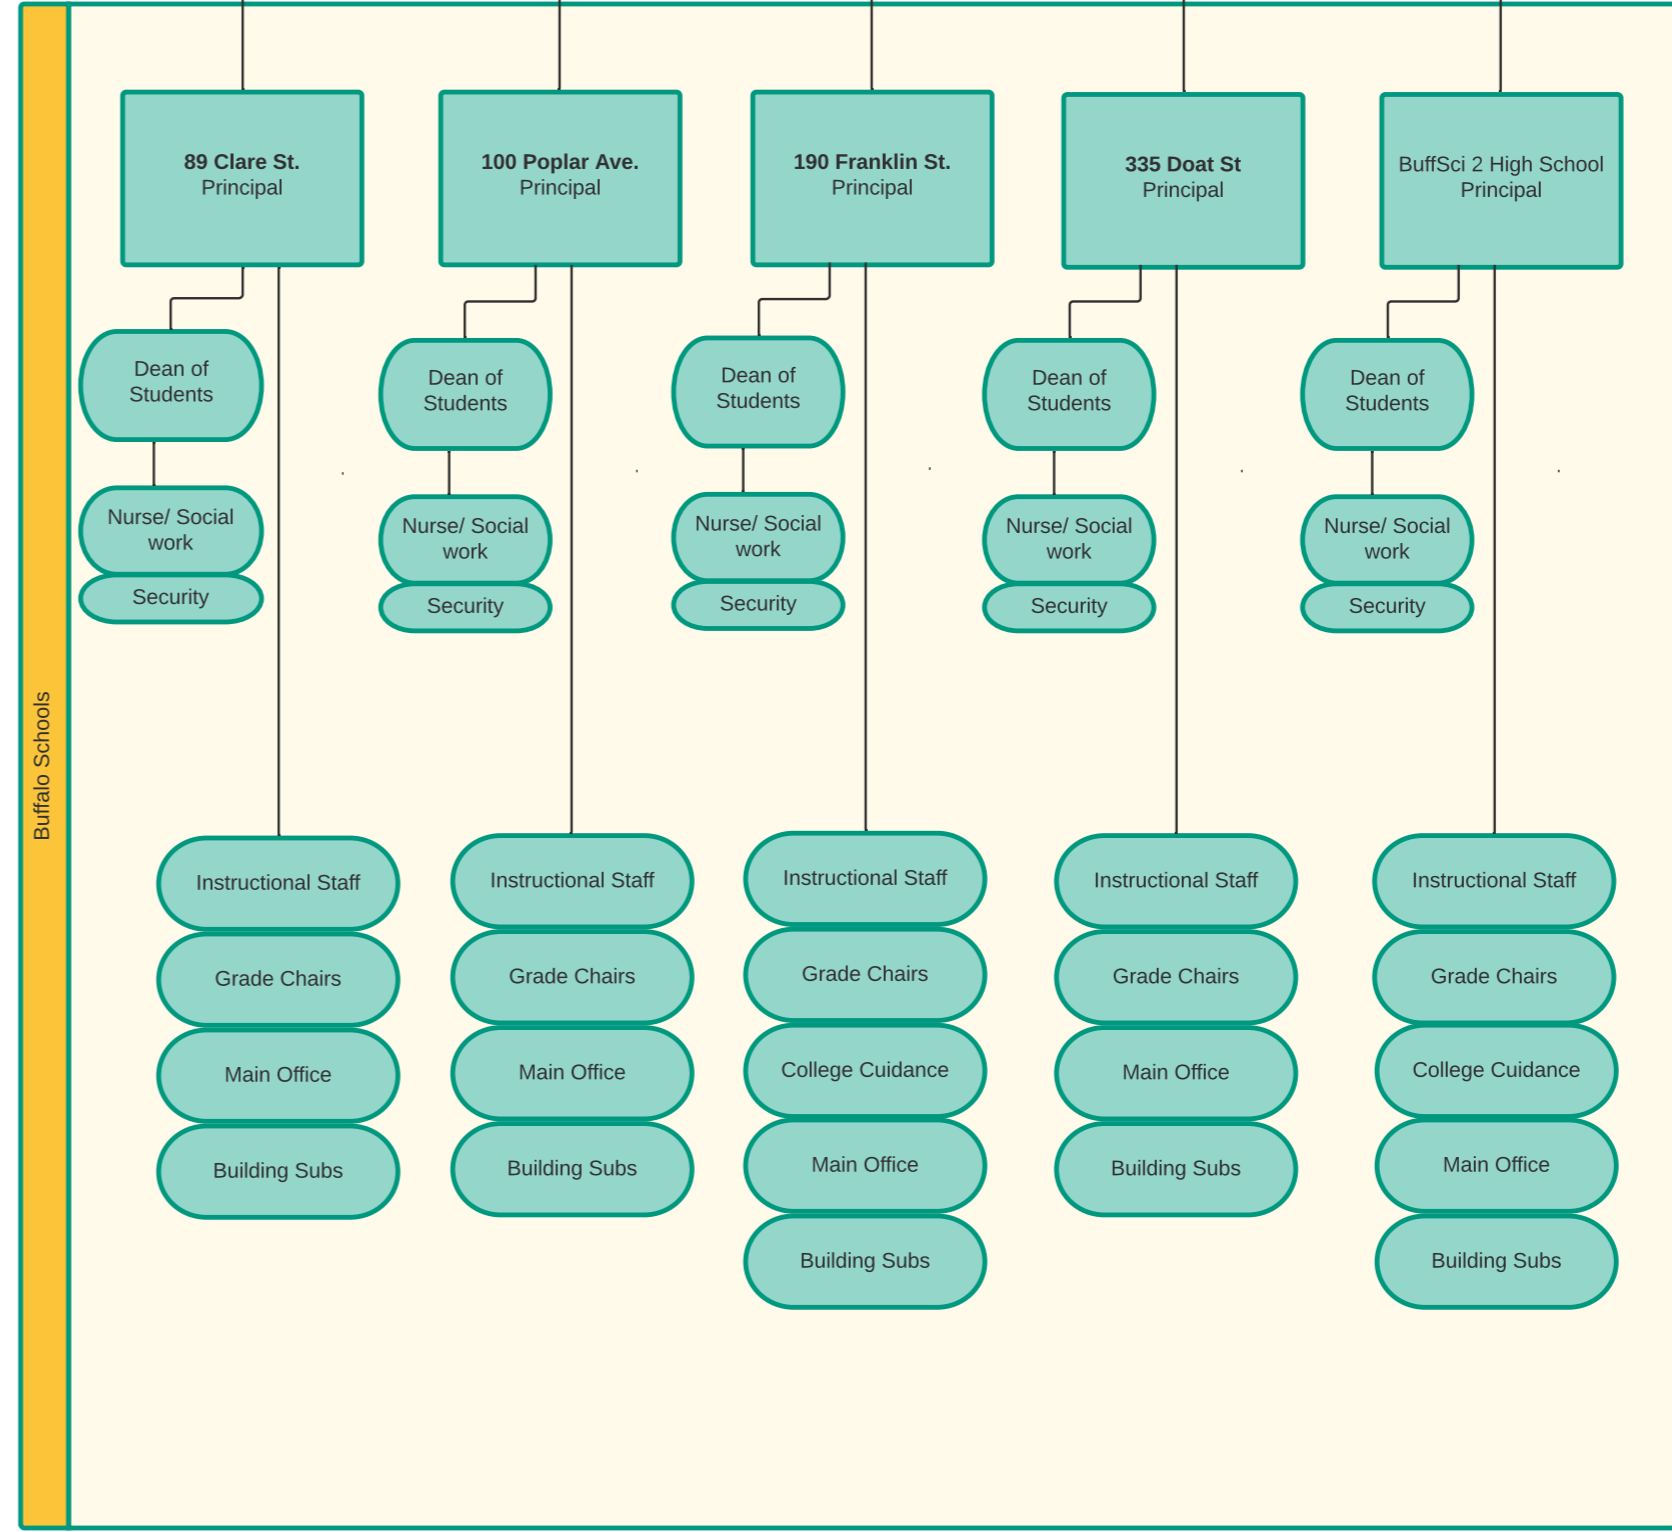 Buffalo Schools
89 Clare St.
Principal
Dean of
Students
Nurse/ Social
work
Security
Instructional Staff
Grade Chairs
Main Office
Building Subs
100 Poplar Ave.
Principal
Dean of
Students
Nurse/ Social
work
Security
Instructional Staff
Grade Chairs
Main Office
Building Subs
190 Franklin St.
Principal
Dean of
Students
Nurse/ Social
work
Security
Instructional Staff
Grade Chairs
College Cuidance
Main Office
Building Subs
335 Doat St
Principal
Dean of
Students
Nurse/ Social
work
Security
Instructional Staff
Grade Chairs
Main Office
Building Subs
BuffSci 2 High School
Principal
Dean of
Students
Nurse/ Social
work
Security
Instructional Staff
Grade Chairs
College Cuidance
Main Office
Building Subs